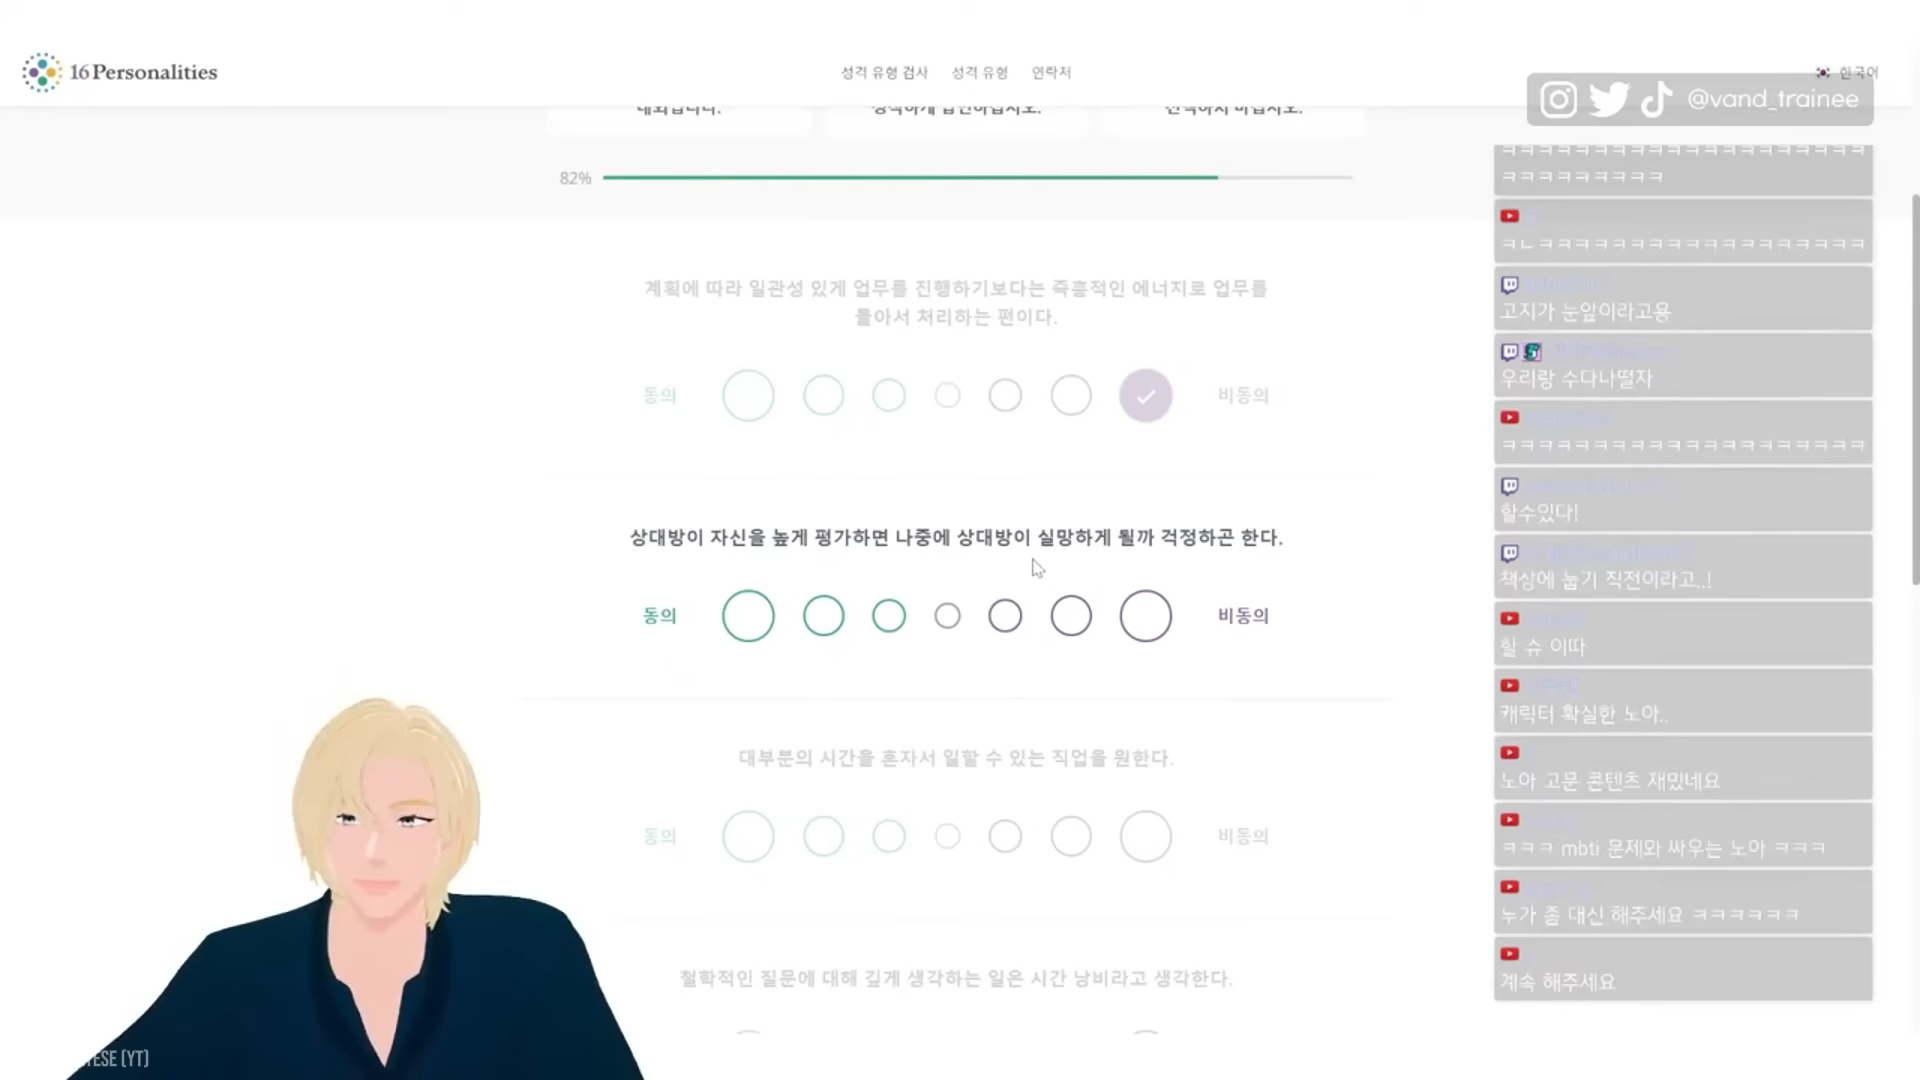 16Personalities
성격 유형 검사
성격 유형
연락처
한국어
@vand_trainee
82%
계획에 따라 일관성 있게 업무를 진행하기보다는 즉흥적인 에너지로 업무를
몰아서 처리하는 편이다.
동의
비동의
상대방이 자신을 높게 평가하면 나중에 상대방이 실망하게 될까 걱정하곤 한다.
동의
비동의
대부분의 시간을 혼자서 일할 수 있는 직업을 원한다.
동의
비동의
철학적인 질문에 대해 깊게 생각하는 일은 시간 낭비라고 생각한다.
ㅋㅋㅋㅋㅋㅋㅋㅋㅋㅋㅋㅋㅋㅋㅋㅋㅋㅋㅋㅋ
ㅋㅋㅋㅋㅋㅋㅋㅋㅋ
ㅋㄴㅋㅋㅋㅋㅋㅋㅋㅋㅋㅋㅋㅋㅋㅋㅋㅋㅋㅋ
고지가 눈앞이라고용
우리랑 수다나떨자
ㅋㅋㅋㅋㅋㅋㅋㅋㅋㅋㅋㅋㅋㅋㅋㅋㅋㅋㅋㅋ
할수있다!
책상에 눕기 직전이라고..!
할 슈 이따
캐릭터 확실한 노아..
노아 고문 콘텐츠 재밌네요
ㅋㅋㅋ mbti 문제와 싸우는 노아 ㅋㅋㅋ
누가 좀 대신 해주세요 ㅋㅋㅋㅋㅋㅋ
계속 해주세요
(YT)